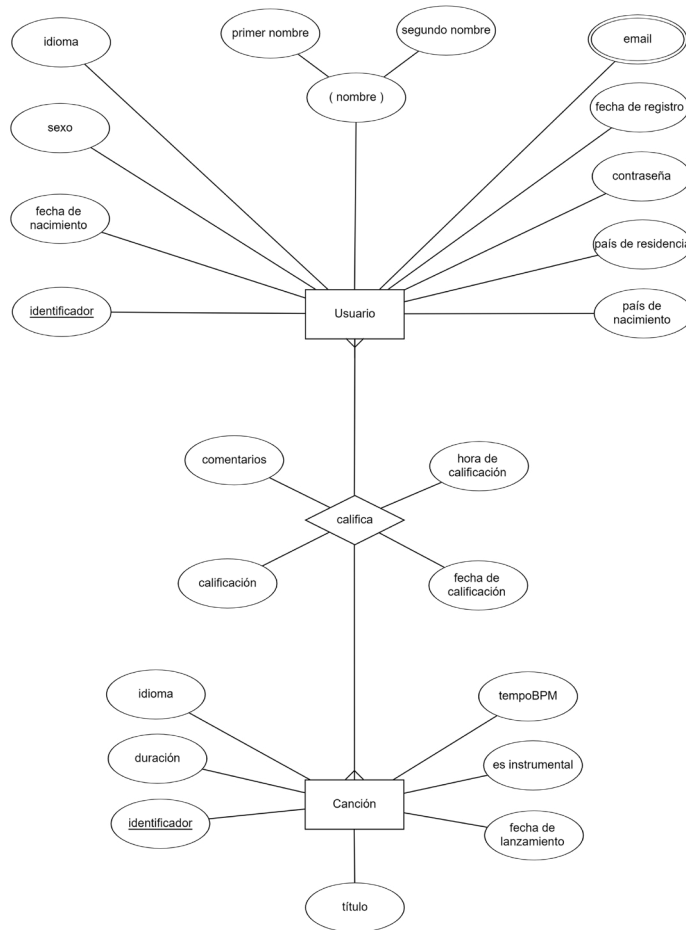 idioma
primer nombre
segundo nombre
email
( nombre )
fecha de registro
sexo
contraseña
fecha de
nacimiento
país de residencia
identificador
Usuario
país de
nacimiento
comentarios
hora de
calificación
califica
calificación
fecha de
calificación
idioma
tempoBPM
duración
es instrumental
identificador
Canción
fecha de
lanzamiento
título